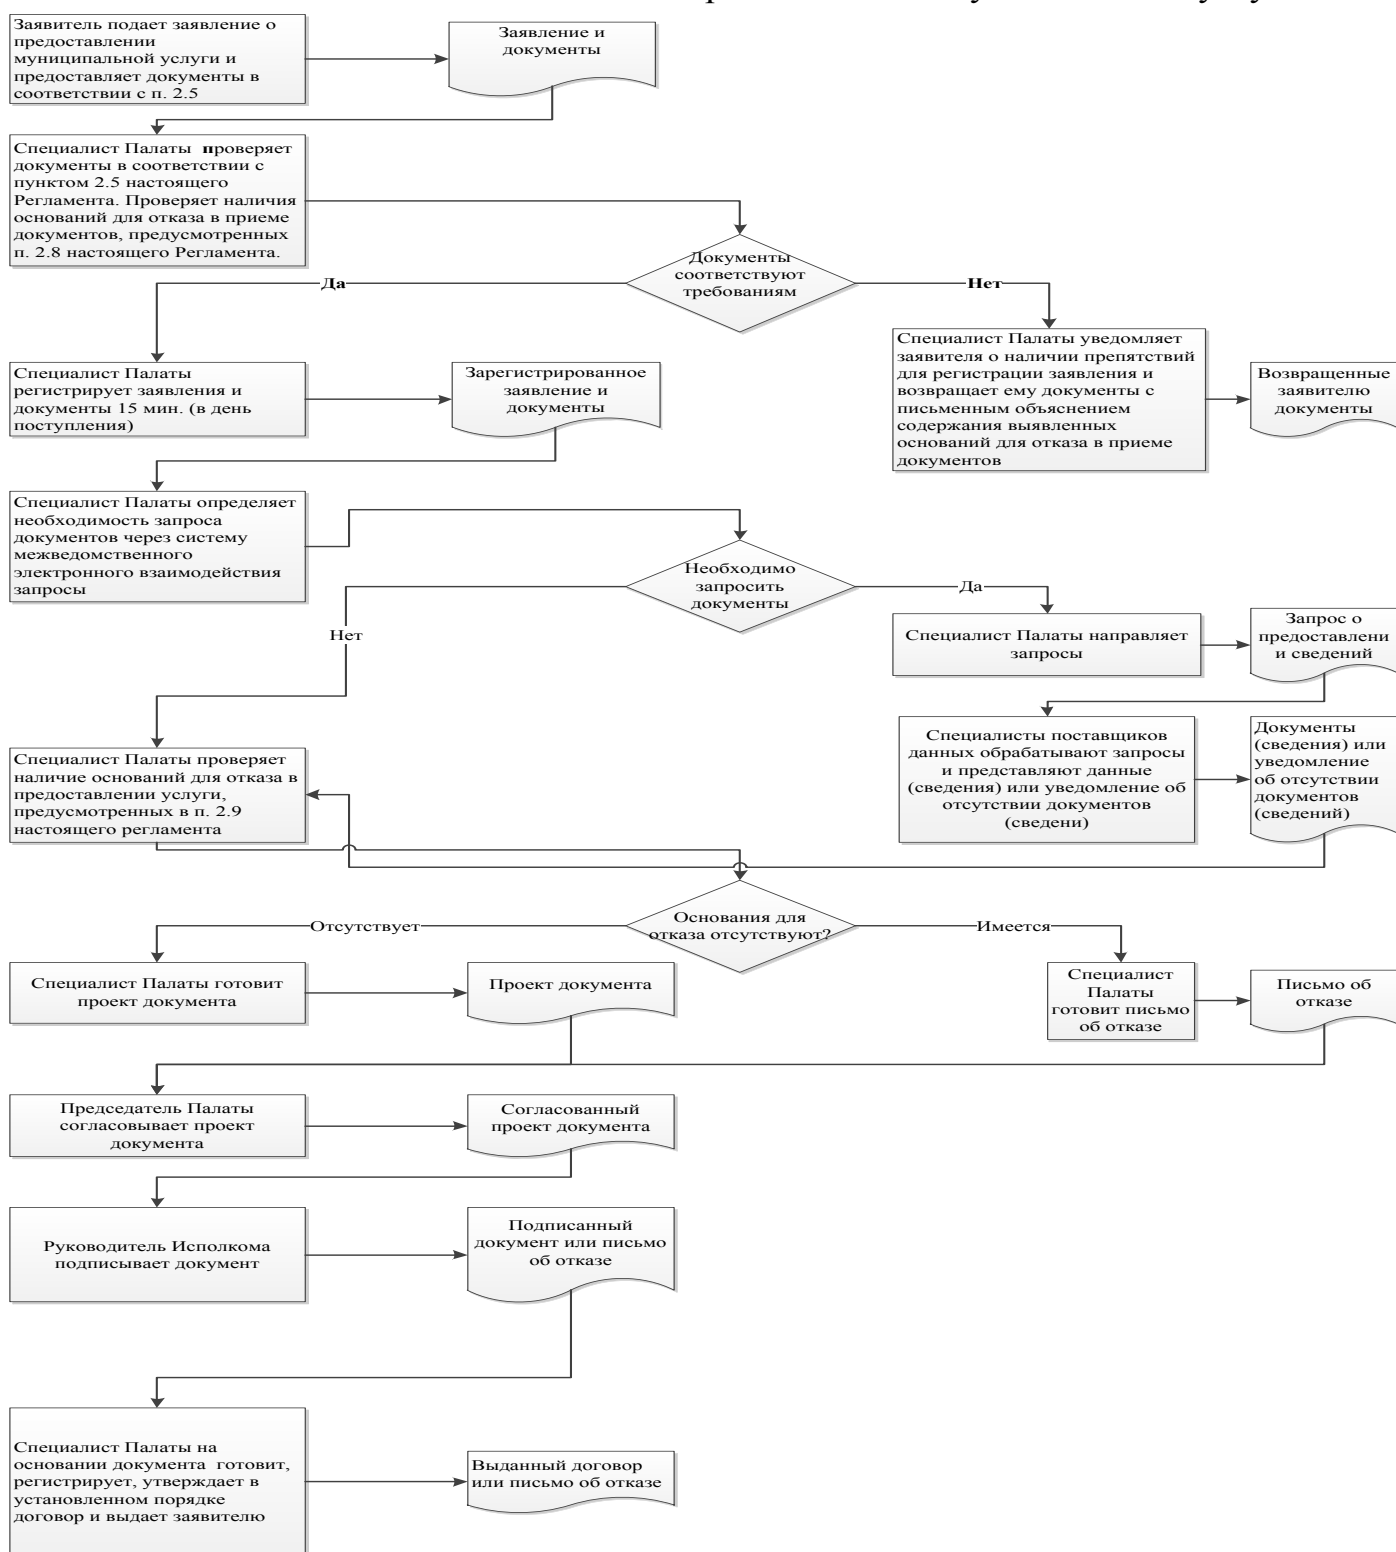 Заявитель подает заявление о
предоставлении
муниципальной услуги и
предоставляет документы в
соответствии с п. 2.5
Заявление и
документы
Специалист Палаты проверяет
документы в соответствии с
пунктом 2.5 настоящего
Регламента. Проверяет наличия
оснований для отказа в приеме
документов, предусмотренных
п. 2.8 настоящего Регламента.
Документы
соответствуют
требованиям
Да
Нет
Специалист Палаты
регистрирует заявления и
документы 15 мин. (в день
поступления)
Зарегистрированное
заявление и
документы
Специалист Палаты уведомляет
заявителя о наличии препятствий
для регистрации заявления и
возвращает ему документы с
письменным объяснением
содержания выявленных
оснований для отказа в приеме
документов
Возвращенные
заявителю
документы
Специалист Палаты определяет
необходимость запроса
документов через систему
межведомственного
электронного взаимодействия
запросы
Необходимо
запросить
документы
Да
Нет
Специалист Палаты направляет
запросы
Запрос о
предоставлени
и сведений
Специалисты поставщиков
данных обрабатывают запросы
и представляют данные
(сведения) или уведомление об
отсутствии документов
(сведени)
Документы
(сведения) или
уведомление
об отсутствии
документов
(сведений)
Специалист Палаты проверяет
наличие оснований для отказа в
предоставлении услуги,
предусмотренных в п. 2.9
настоящего регламента
Основания для
отказа отсутствуют?
Отсутствует
Имеется
Специалист Палаты готовит
проект документа
Проект документа
Специалист
Палаты
готовит письмо
об отказе
Письмо об
отказе
Председатель Палаты
согласовывает проект
документа
Согласованный
проект документа
Руководитель Исполкома
подписывает документ
Подписанный
документ или письмо
об отказе
Специалист Палаты на
основании документа готовит,
регистрирует, утверждает в
установленном порядке
договор и выдает заявителю
Выданный договор
или письмо об отказе